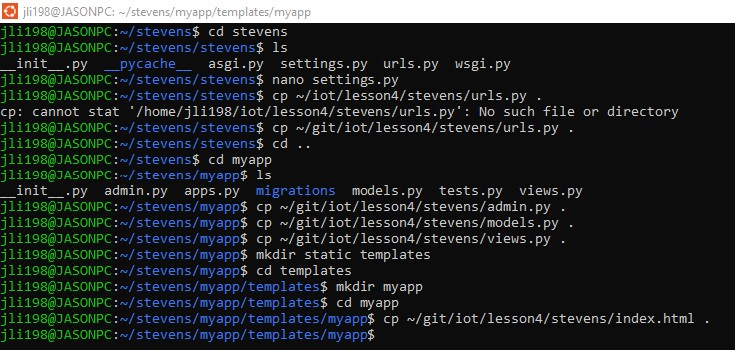 jli198@JASONPC: ~/stevens/myapp/templates/myapp
jli198@JASONPC:~/stevens$ cd stevens
jli198@JASONPC:~/stevens$ ls
__init__.py __pycache__ asgi.py settings.py urls.py wsgi.py
jli198@JASONPC:~/stevens$ nano settings.py
jli198@JASONPC:~/stevens$ cp ~/iot/lesson4/stevens/urls.py .
cp: cannot stat '/home/jli198/iot/lesson4/stevens/urls.py': No such file or directory
jli198@JASONPC:~/stevens$ cp ~/git/iot/lesson4/stevens/urls.py .
jli198@JASONPC:~/stevens$ cd ..
jli198@JASONPC:~/stevens$ cd myapp
jli198@JASONPC:~/stevens/myapp$ ls
__init__.py admin.py apps.py migrations models.py tests.py views.py
jli198@JASONPC:~/stevens/myapp$ cp ~/git/iot/lesson4/stevens/admin.py .
jli198@JASONPC:~/stevens/myapp$ cp ~/git/iot/lesson4/stevens/models.py .
jli198@JASONPC:~/stevens/myapp$ cp ~/git/iot/lesson4/stevens/views.py .
jli198@JASONPC:~/stevens/myapp$ mkdir static templates
jli198@JASONPC:~/stevens/myapp$ cd templates
jli198@JASONPC:~/stevens/myapp/templates$ mkdir myapp
jli198@JASONPC:~/stevens/myapp/templates$ cd myapp
jli198@JASONPC:~/stevens/myapp/templates/myapp$ cp ~/git/iot/lesson4/stevens/index.html .
jli198@JASONPC:~/stevens/myapp/templates/myapp$